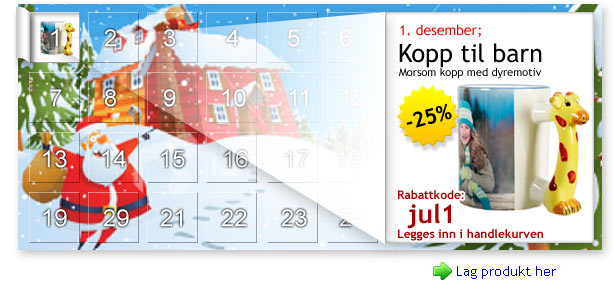 1 2 3 4 5 6
7 8 9 10 11 12
13 14 15 16 17 18
19 29 21 22 23
1. desember;
Kopp til barn
Morsom kopp med dyremotiv
-25%
Rabattkode:
jul1
Legges inn i handlekurven
Lag produkt her